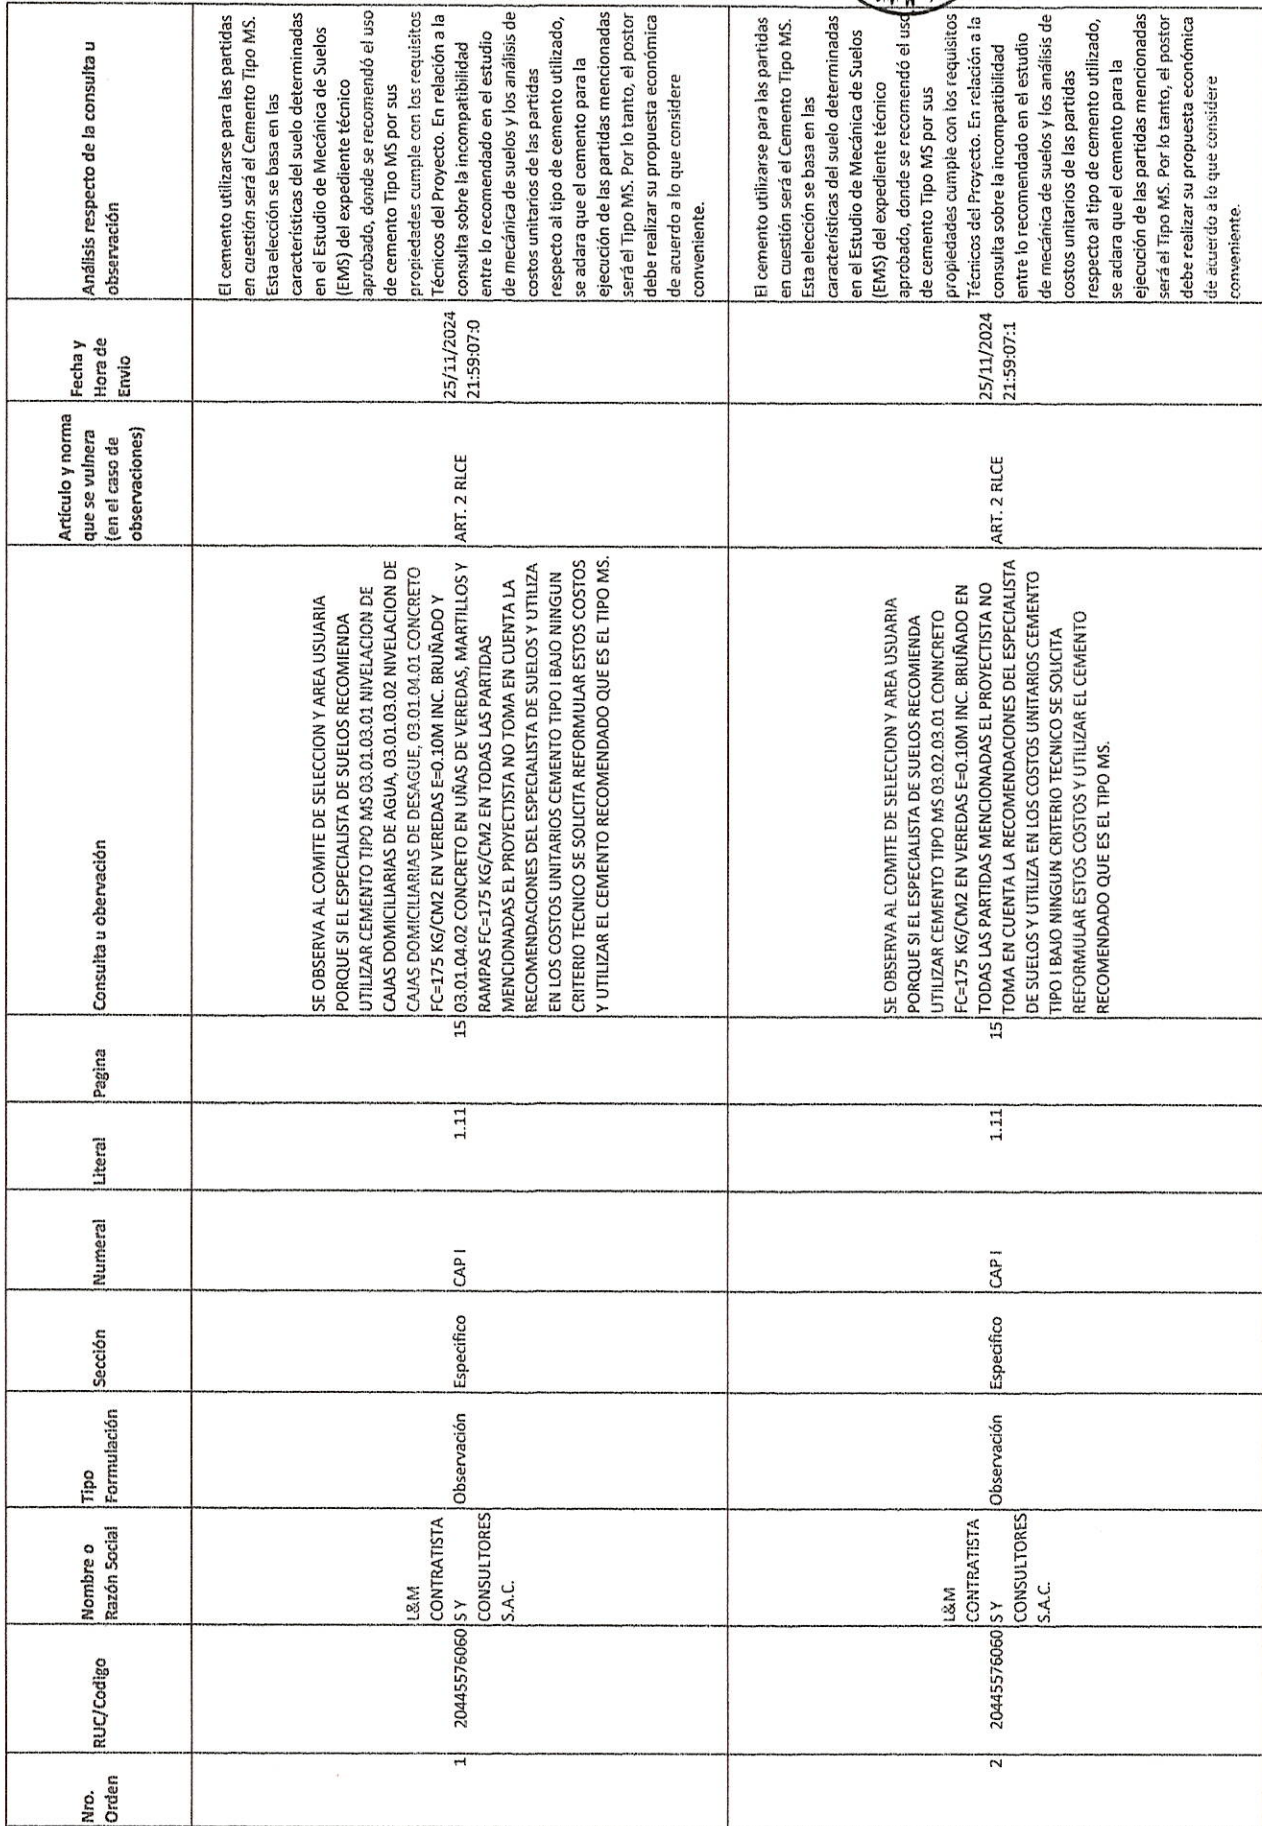 Nro.
Orden
RUC/Codigo
Nombre o
Razón Social
Tipo
Formulación
Sección
Numeral
Literal
Pagina
Consulta u obervación
Artículo y norma
que se vulnera
(en el caso de
observaciones)
Fecha y
Hora de
Envio
Análisis respecto de la consulta u
observación
1
20445576060
L&M
CONTRATISTA
S Y
CONSULTORES
S.A.C.
Observación
Especifico
CAP I
1.11
15
SE OBSERVA AL COMITE DE SELECCION Y AREA USUARIA
PORQUE SI EL ESPECIALISTA DE SUELOS RECOMIENDA
UTILIZAR CEMENTO TIPO MS 03.01.03.01 NIVELACION DE
CAJAS DOMICILIARIAS DE AGUA, 03.01.03.02 NIVELACION DE
CAJAS DOMICILIARIAS DE DESAGUE, 03.01.04.01 CONCRETO
FC=175 KG/CM2 EN VEREDAS E=0.10M INC. BRUÑADO Y
03.01.04.02 CONCRETO EN UÑAS DE VEREDAS, MARTILLOS Y
RAMPAS FC=175 KG/CM2 EN TODAS LAS PARTIDAS
MENCIONADAS EL PROYECTISTA NO TOMA EN CUENTA LA
RECOMENDACIONES DEL ESPECIALISTA DE SUELOS Y UTILIZA
EN LOS COSTOS UNITARIOS CEMENTO TIPO I BAJO NINGUN
CRITERIO TECNICO SE SOLICITA REFORMULAR ESTOS COSTOS
Y UTILIZAR EL CEMENTO RECOMENDADO QUE ES EL TIPO MS.
ART. 2 RLCE
25/11/2024
21:59:07:0
El cemento utilizarse para las partidas
en cuestión será el Cemento Tipo MS.
Esta elección se basa en las
características del suelo determinadas
en el Estudio de Mecánica de Suelos
(EMS) del expediente técnico
aprobado, donde se recomendó el uso
de cemento Tipo MS por sus
propiedades cumple con los requisitos
Técnicos del Proyecto. En relación a la
consulta sobre la incompatibilidad
entre lo recomendado en el estudio
de mecánica de suelos y los análisis de
costos unitarios de las partidas
respecto al tipo de cemento utilizado,
se aclara que el cemento para la
ejecución de las partidas mencionadas
será el Tipo MS. Por lo tanto, el postor
debe realizar su propuesta económica
de acuerdo a lo que considere
conveniente.
2
20445576060
L&M
CONTRATISTA
S Y
CONSULTORES
S.A.C.
Observación
Especifico
CAP I
1.11
15
SE OBSERVA AL COMITE DE SELECCION Y AREA USUARIA
PORQUE SI EL ESPECIALISTA DE SUELOS RECOMIENDA
UTILIZAR CEMENTO TIPO MS 03.02.03.01 CONNCRETO
FC=175 KG/CM2 EN VEREDAS E=0.10M INC. BRUÑADO EN
TODAS LAS PARTIDAS MENCIONADAS EL PROYECTISTA NO
TOMA EN CUENTA LA RECOMENDACIONES DEL ESPECIALISTA
DE SUELOS Y UTILIZA EN LOS COSTOS UNITARIOS CEMENTO
TIPO I BAJO NINGUN CRITERIO TECNICO SE SOLICITA
REFORMULAR ESTOS COSTOS Y UTILIZAR EL CEMENTO
RECOMENDADO QUE ES EL TIPO MS.
ART. 2 RLCE
25/11/2024
21:59:07:1
El cemento utilizarse para las partidas
en cuestión será el Cemento Tipo MS.
Esta elección se basa en las
características del suelo determinadas
en el Estudio de Mecánica de Suelos
(EMS) del expediente técnico
aprobado, donde se recomendó el uso
de cemento Tipo MS por sus
propiedades cumple con los requisitos
Técnicos del Proyecto. En relación a la
consulta sobre la incompatibilidad
entre lo recomendado en el estudio
de mecánica de suelos y los análisis de
costos unitarios de las partidas
respecto al tipo de cemento utilizado,
se aclara que el cemento para la
ejecución de las partidas mencionadas
será el Tipo MS. Por lo tanto, el postor
debe realizar su propuesta económica
de acuerdo a lo que considere
conveniente.